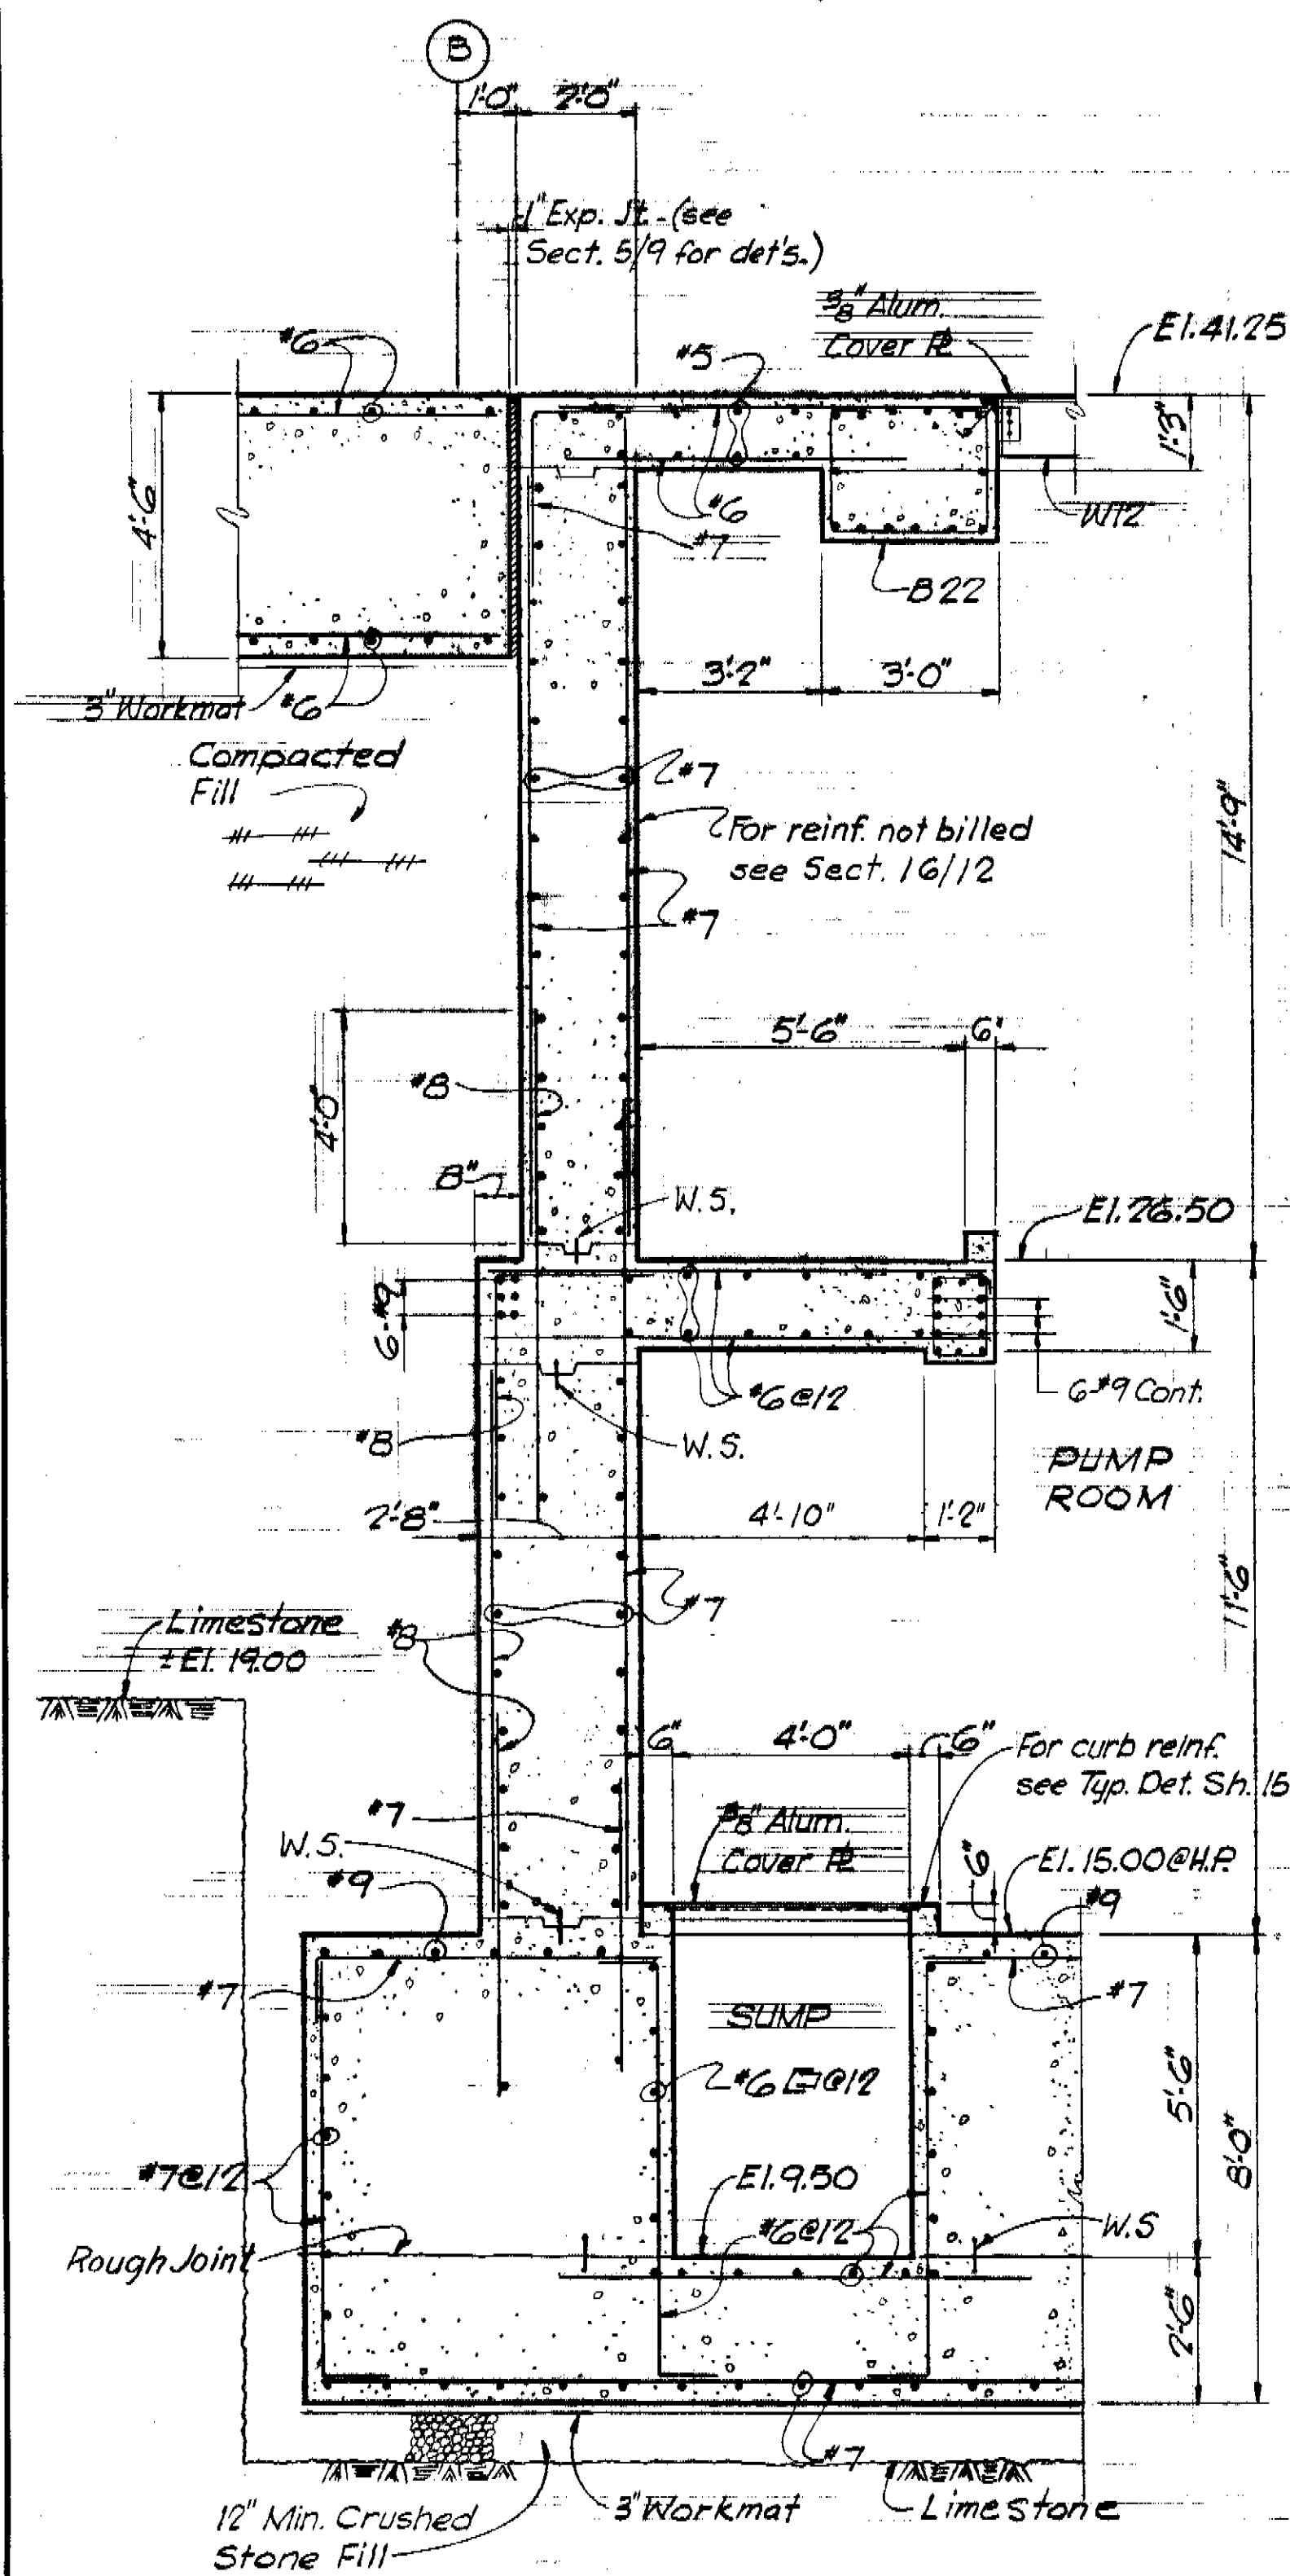 B
1'-0" 2'-0"
1" Exp. Jt. - (see
Sect. 5/9 for det's.)
3/8" Alum.
Cover PL
El. 41.25
#6
#5
1'-3"
4'-6"
#6
#7
W12
B22
3'-2" 3'-0"
3" Workmat
#6
Compacted
Fill
#7
For reinf. not billed
see Sect. 16/12
14'-9"
#7
5'-6" 6"
#8
4'-0"
8"
W.S.
El. 26.50
6-#9
1'-6"
#6@12
6-#9 Cont.
#8
W.S.
PUMP
ROOM
2'-8"
4'-10" 1'-2"
11'-6"
#7
Limestone
±El. 19.00
#8
6" 4'-0" 6"
For curb reinf.
see Typ. Det. Sh. 15
#7
3/8" Alum.
Cover PL
W.S.
6"
El. 15.00@H.P.
#9
#9
#7
#7
SUMP
#6 @12
5'-6"
8'-0"
#7@12
El. 9.50
#6@12
W.S
Rough Joint
2'-6"
#7
12" Min. Crushed
Stone Fill
3" Workmat
Limestone